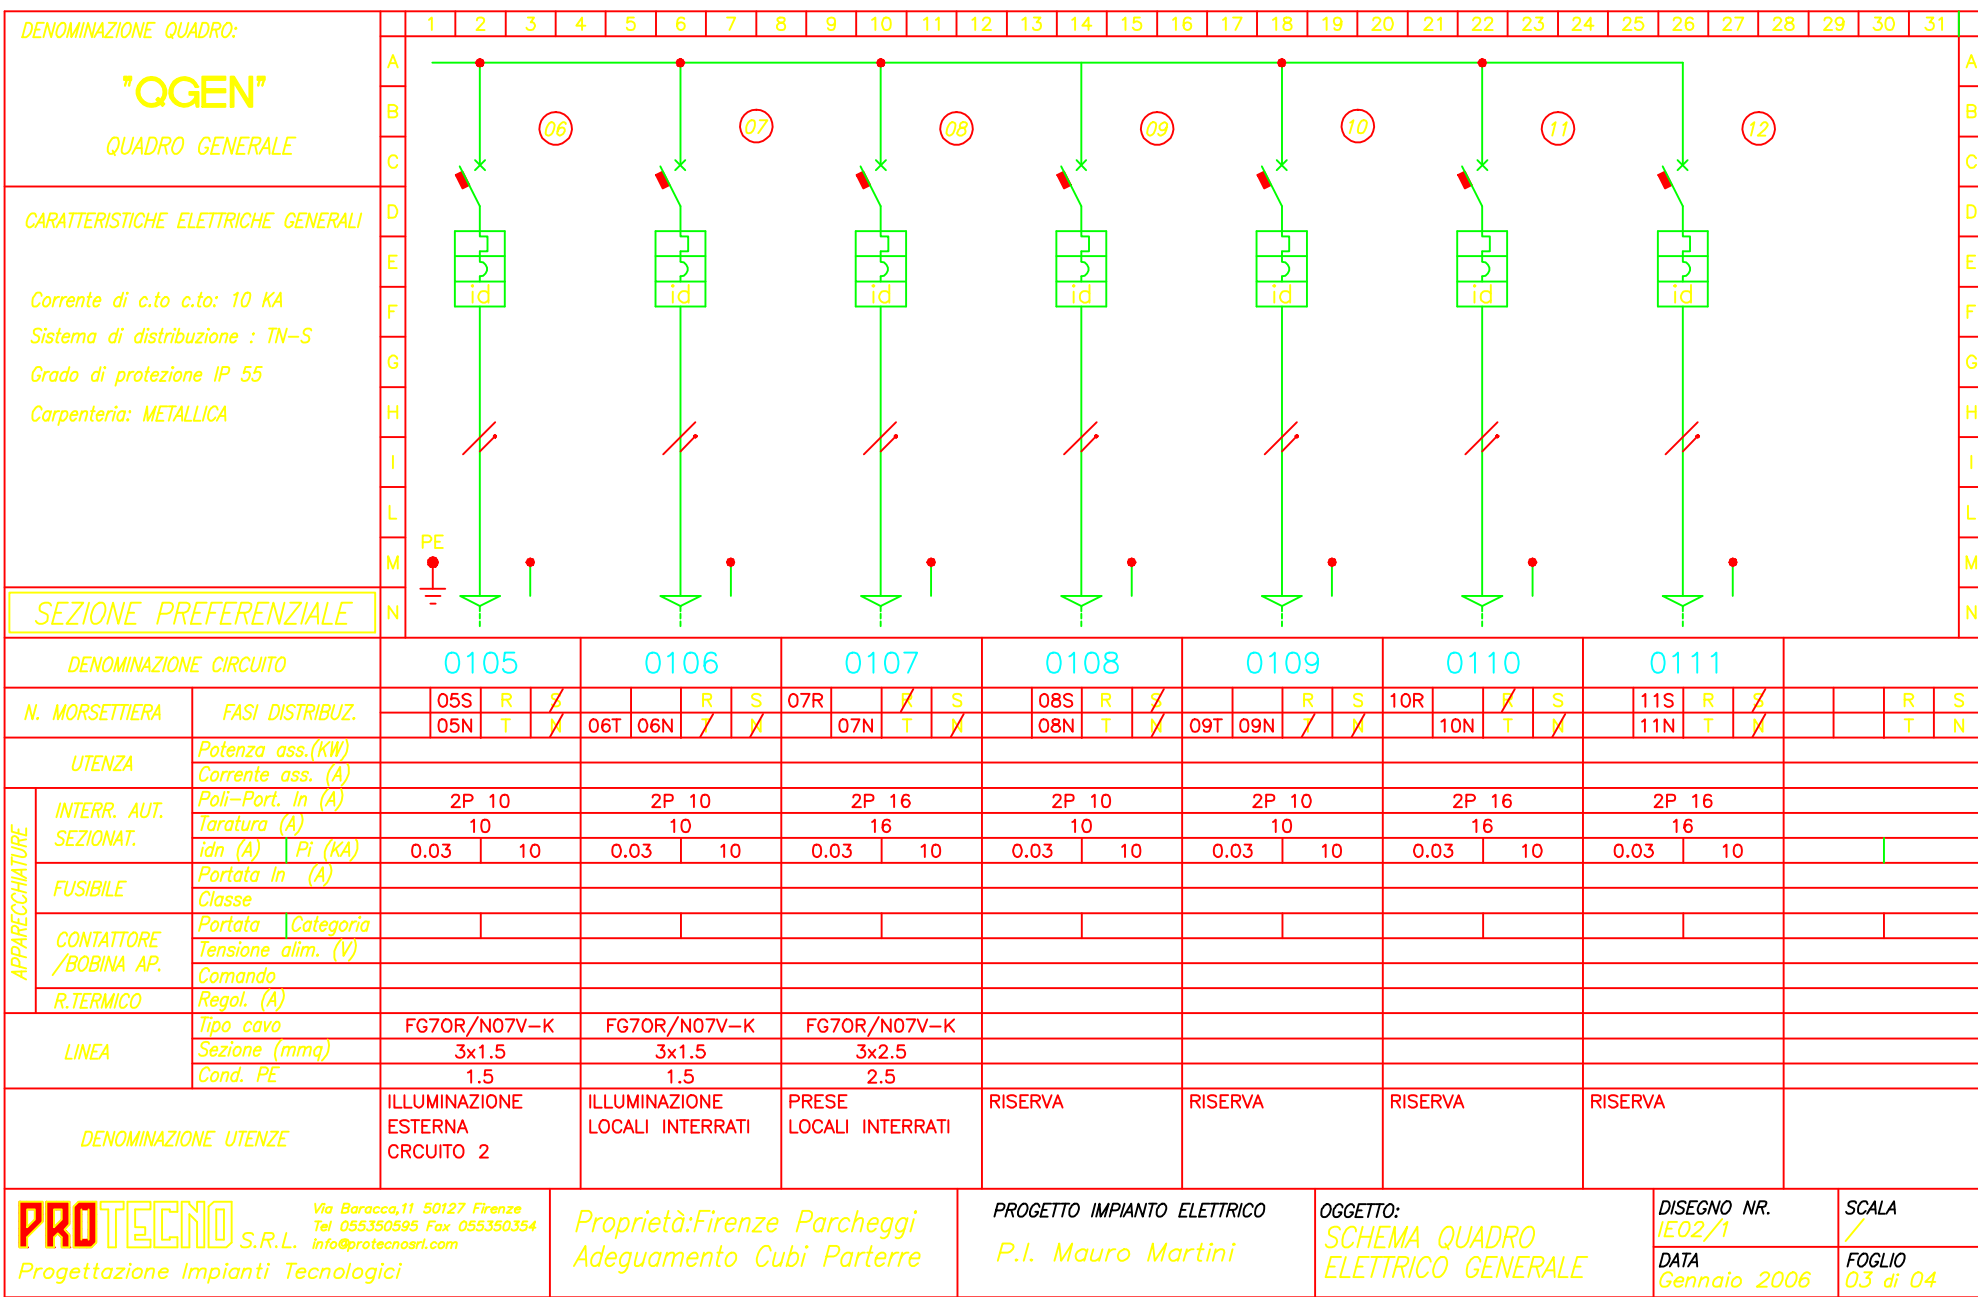 DENOMINAZIONE QUADRO:
"QGEN"
QUADRO GENERALE
CARATTERISTICHE ELETTRICHE GENERALI
Corrente di c.to c.to: 10 KA
Sistema di distribuzione : TN-S
Grado di protezione IP 55
Carpenteria: METALLICA
SEZIONE PREFERENZIALE
1 2 3 4 5 6 7 8 9 10 11 12 13 14 15 16 17 18 19 20 21 22 23 24 25 26 27 28 29 30 31
A A
B B
06 07 08 09 10 11 12
C C
D D
E E
id id id id id id id
F F
G G
H H
I I
L L
PE
M M
N N
DENOMINAZIONE CIRCUITO 0105 0106 0107 0108 0109 0110 0111
N. MORSETTIERA FASI DISTRIBUZ.
05S R S R S 07R R S 08S R S R S 10R R S 11S R S R S
05N T N 06T 06N T N 07N T N 08N T N 09T 09N T N 10N T N 11N T N T N
UTENZA
Potenza ass.(KW)
Corrente ass. (A)
APPARECCHIATURE
INTERR. AUT.
SEZIONAT.
Poli-Port. In (A) 2P 10 2P 10 2P 16 2P 10 2P 10 2P 16 2P 16
Taratura (A) 10 10 16 10 10 16 16
idn (A) Pi (KA) 0.03 10 0.03 10 0.03 10 0.03 10 0.03 10 0.03 10 0.03 10
FUSIBILE
Portata In (A)
Classe
CONTATTORE
/BOBINA AP.
Portata Categoria
Tensione alim. (V)
Comando
R.TERMICO Regol. (A)
LINEA
Tipo cavo FG7OR/N07V-K FG7OR/N07V-K FG7OR/N07V-K
Sezione (mmq) 3x1.5 3x1.5 3x2.5
Cond. PE 1.5 1.5 2.5
DENOMINAZIONE UTENZE
ILLUMINAZIONE
ESTERNA
CRCUITO 2
ILLUMINAZIONE
LOCALI INTERRATI
PRESE
LOCALI INTERRATI
RISERVA
RISERVA
RISERVA
RISERVA
PROTECNO S.R.L.
Via Baracca,11 50127 Firenze
Tel 055350595 Fax 055350354
info@protecnosrl.com
Progettazione Impianti Tecnologici
Proprietà:Firenze Parcheggi
Adeguamento Cubi Parterre
PROGETTO IMPIANTO ELETTRICO
P.I. Mauro Martini
OGGETTO:
SCHEMA QUADRO
ELETTRICO GENERALE
DISEGNO NR.
IE02/1
SCALA
/
DATA
Gennaio 2006
FOGLIO
03 di 04